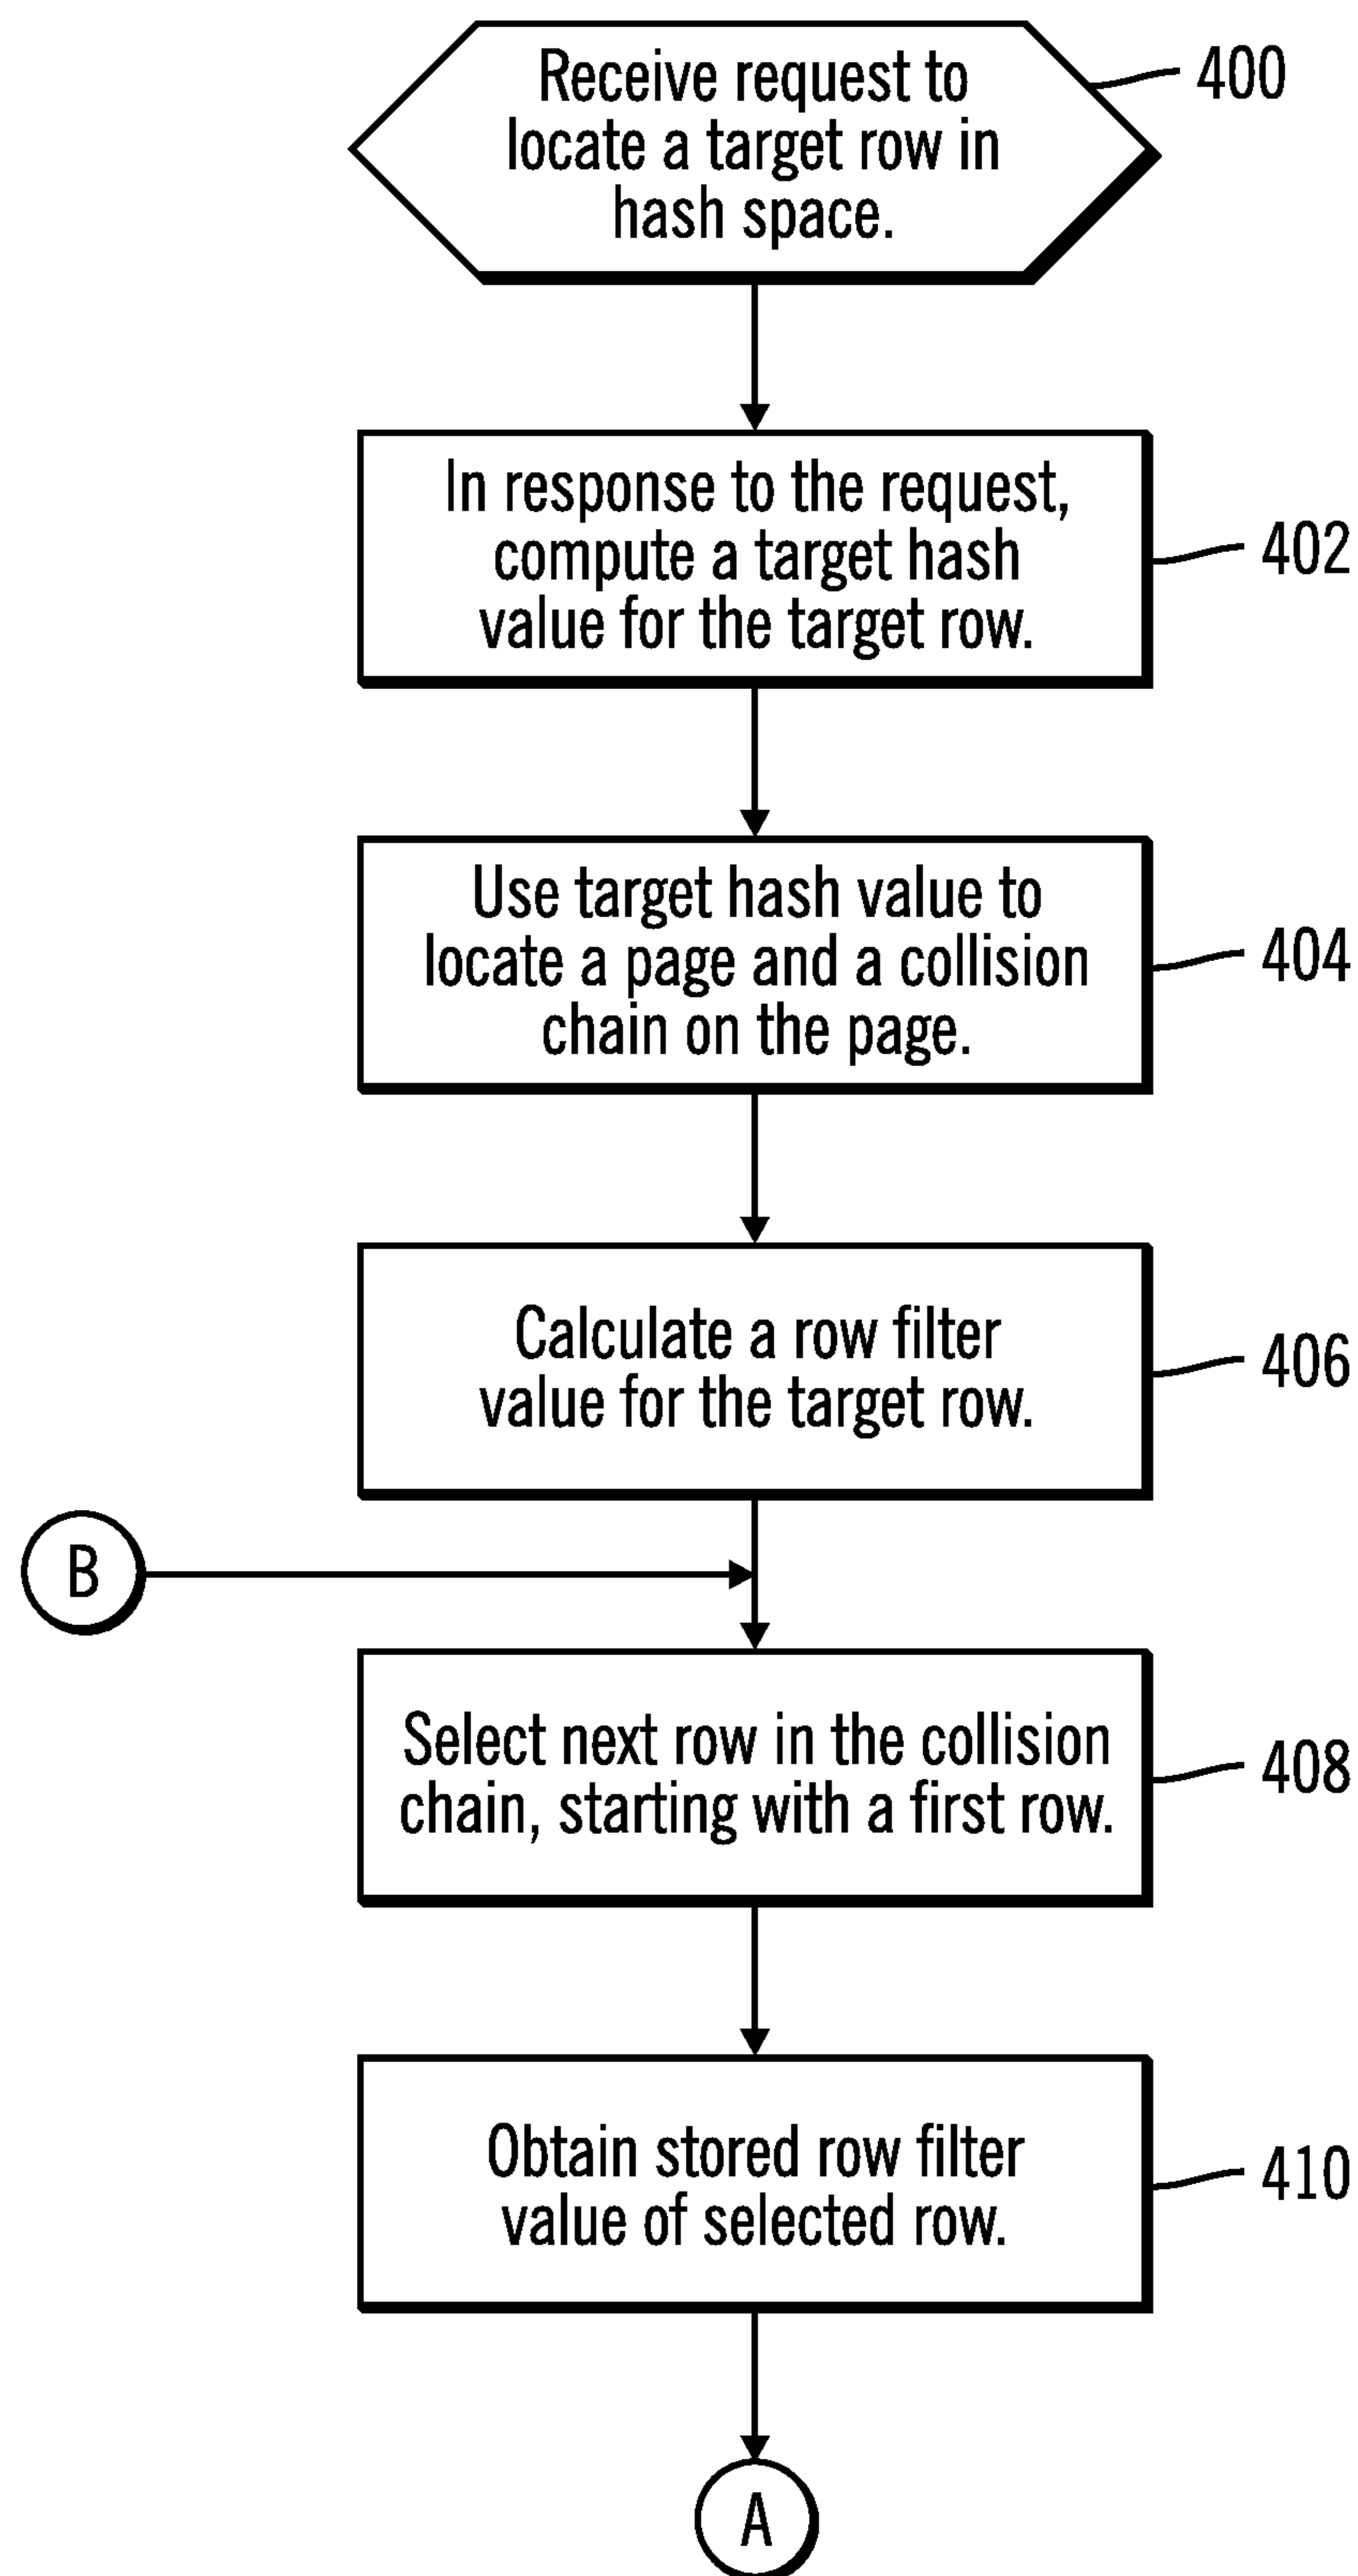 Receive request to
locate a target row in
hash space.
400
In response to the request,
compute a target hash
value for the target row.
402
Use target hash value to
locate a page and a collision
chain on the page.
404
Calculate a row filter
value for the target row.
406
B
Select next row in the collision
chain, starting with a first row.
408
Obtain stored row filter
value of selected row.
410
A